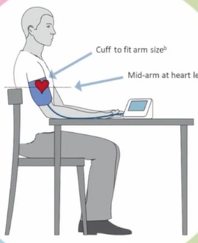 Cuff to fit arm sizeᵇ
Mid-arm at heart le